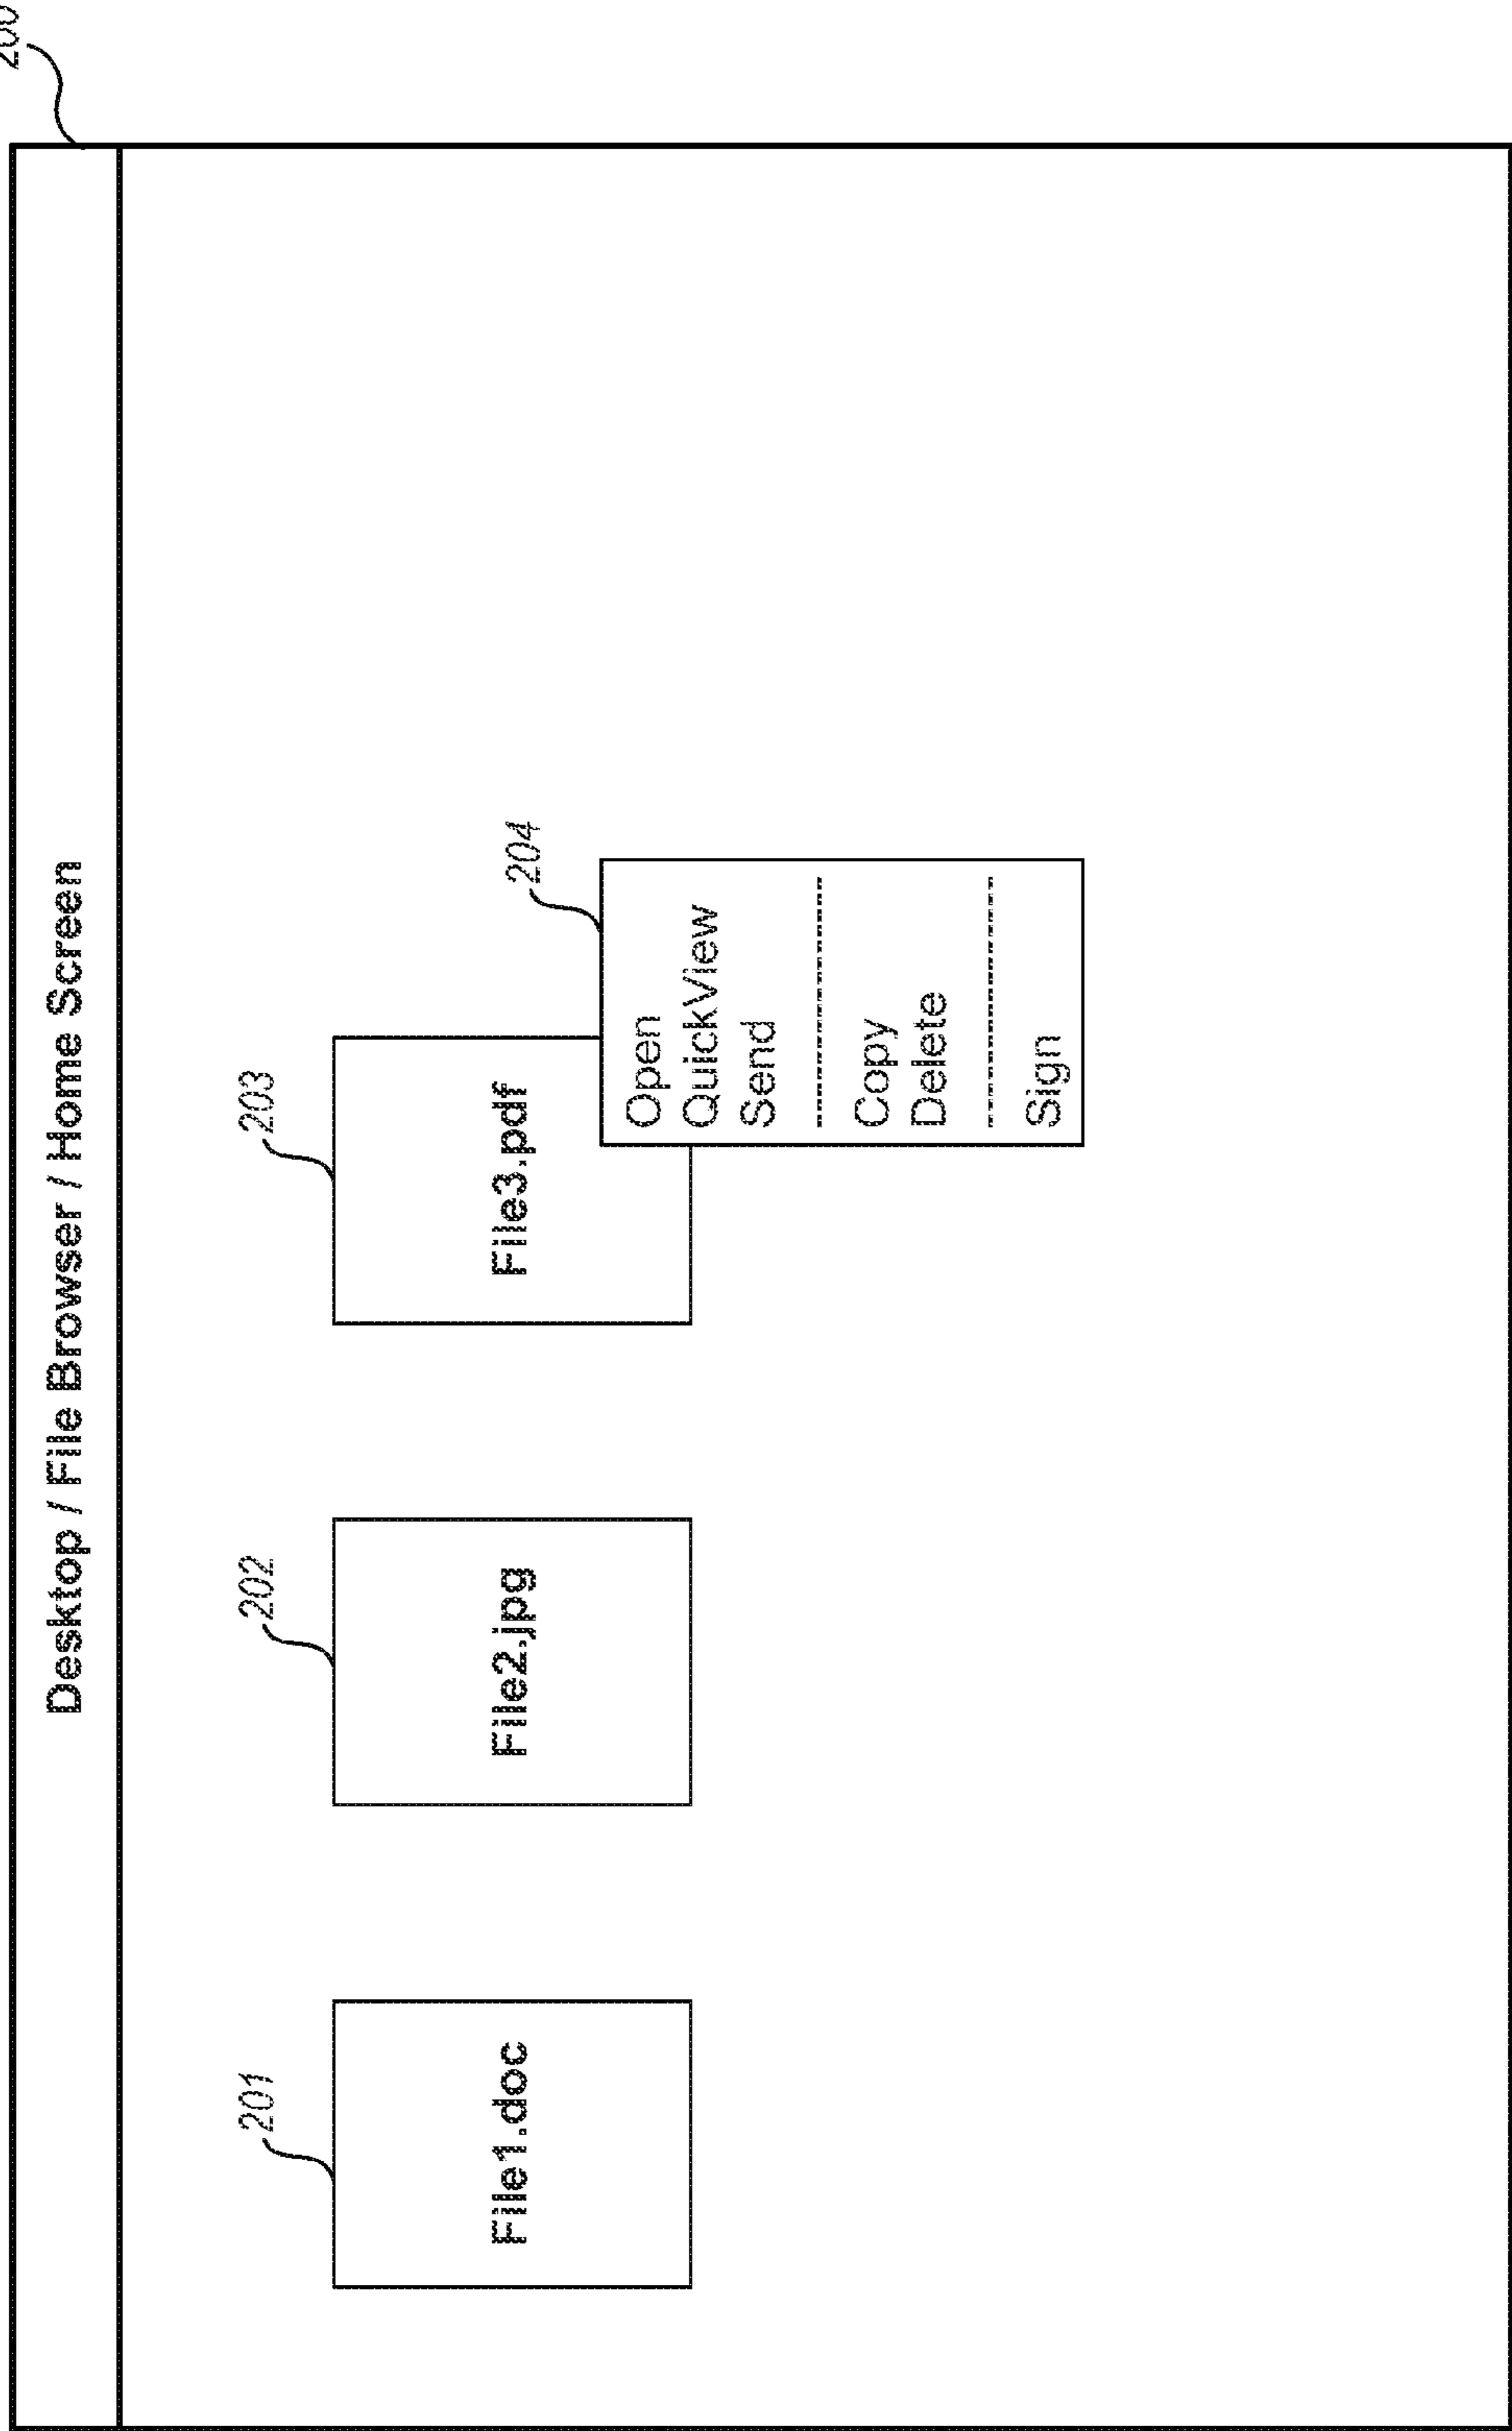 200
Desktop / File Browser / Home Screen
201
202
203
File1.doc
File2.jpg
File3.pdf
204
Open
QuickView
Send
Copy
Delete
Sign